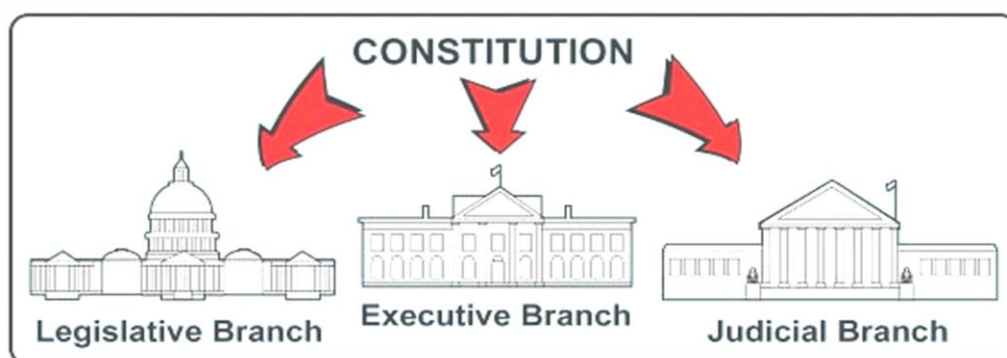 CONSTITUTION
Legislative Branch
Executive Branch
Judicial Branch